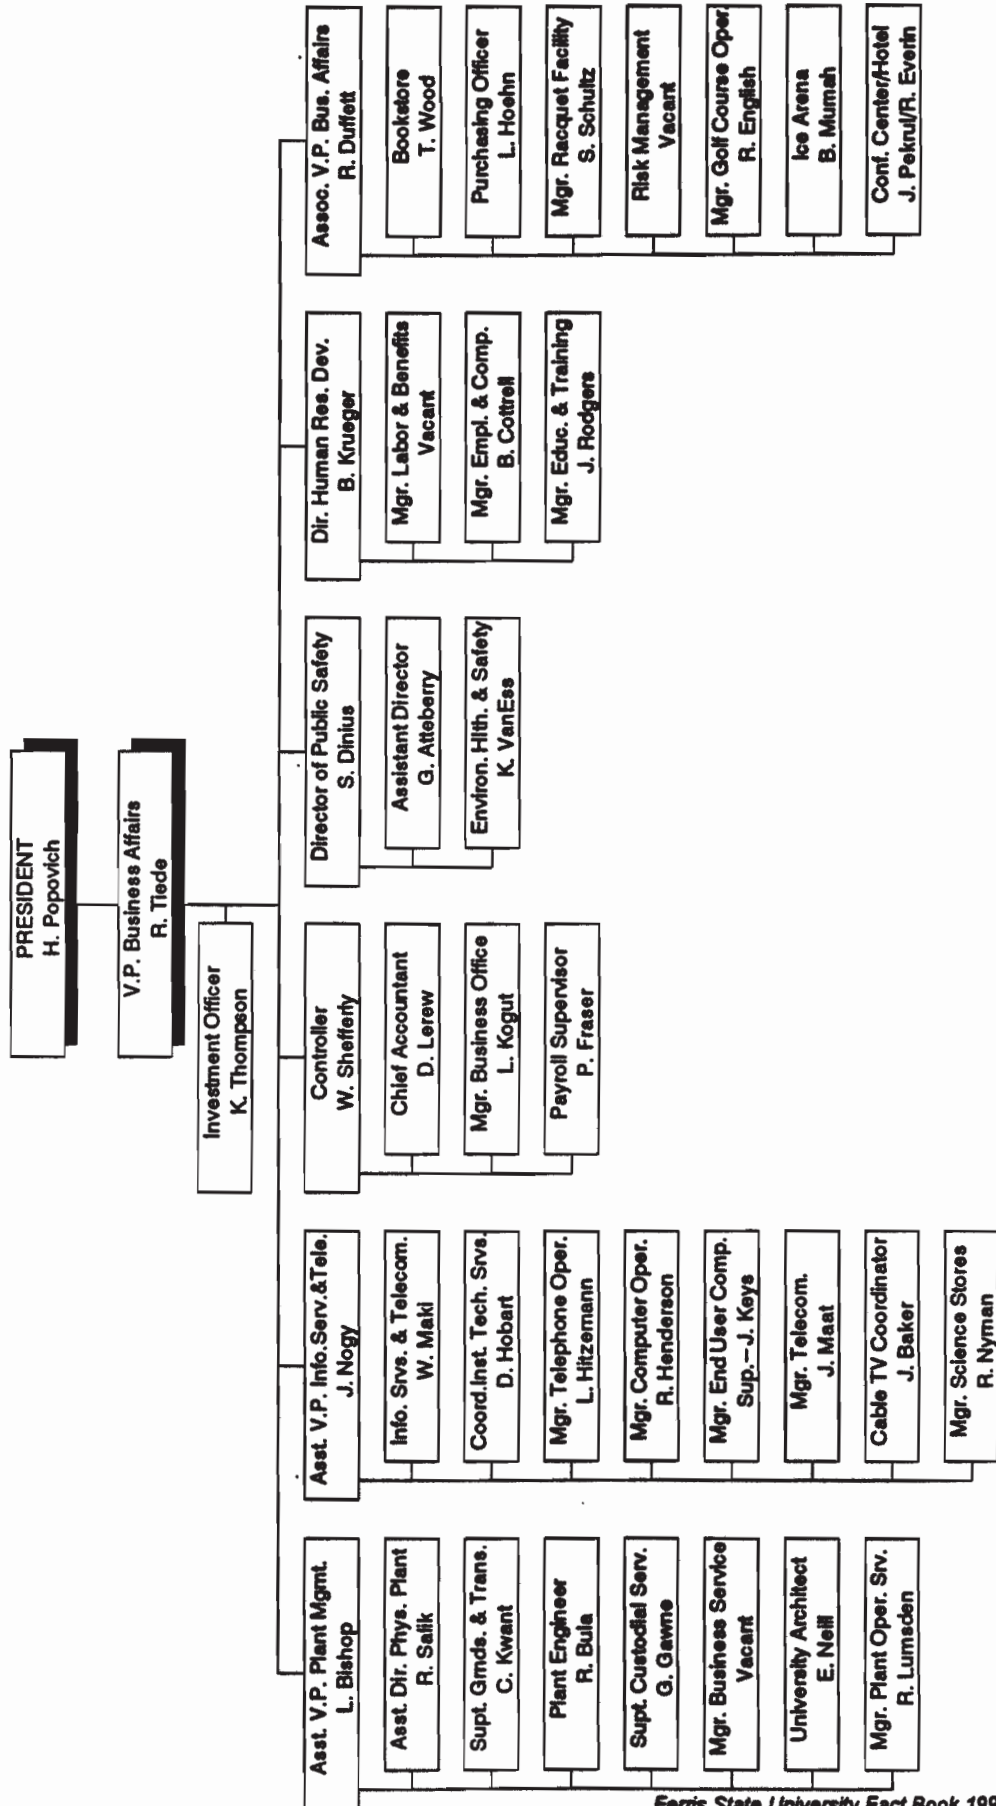 PRESIDENT
H. Popovich
V.P. Business Affairs
R. Tiede
Investment Officer
K. Thompson
Asst. V.P. Plant Mgmt.
L. Bishop
Asst. Dir. Phys. Plant
R. Salik
Supt. Grnds. & Trans.
C. Kwant
Plant Engineer
R. Bula
Supt. Custodial Serv.
G. Gawne
Mgr. Business Service
Vacant
University Architect
E. Neill
Mgr. Plant Oper. Srv.
R. Lumsden
Asst. V.P. Info.Serv.&Tele.
J. Nogy
Info. Srvs. & Telecom.
W. Maki
Coord.Inst. Tech. Srvs.
D. Hobart
Mgr. Telephone Oper.
L. Hitzemann
Mgr. Computer Oper.
R. Henderson
Mgr. End User Comp.
Sup.–J. Keys
Mgr. Telecom.
J. Maat
Cable TV Coordinator
J. Baker
Mgr. Science Stores
R. Nyman
Controller
W. Shefferly
Chief Accountant
D. Lerew
Mgr. Business Office
L. Kogut
Payroll Supervisor
P. Fraser
Director of Public Safety
S. Dinius
Assistant Director
G. Atteberry
Environ. Hlth. & Safety
K. VanEss
Dir. Human Res. Dev.
B. Krueger
Mgr. Labor & Benefits
Vacant
Mgr. Empl. & Comp.
B. Cottrell
Mgr. Educ. & Training
J. Rodgers
Assoc. V.P. Bus. Affairs
R. Duffett
Bookstore
T. Wood
Purchasing Officer
L. Hoehn
Mgr. Racquet Facility
S. Schultz
Risk Management
Vacant
Mgr. Golf Course Oper.
R. English
Ice Arena
B. Mumah
Conf. Center/Hotel
J. Pekrul/R. Everin
Ferris State University Fact Book